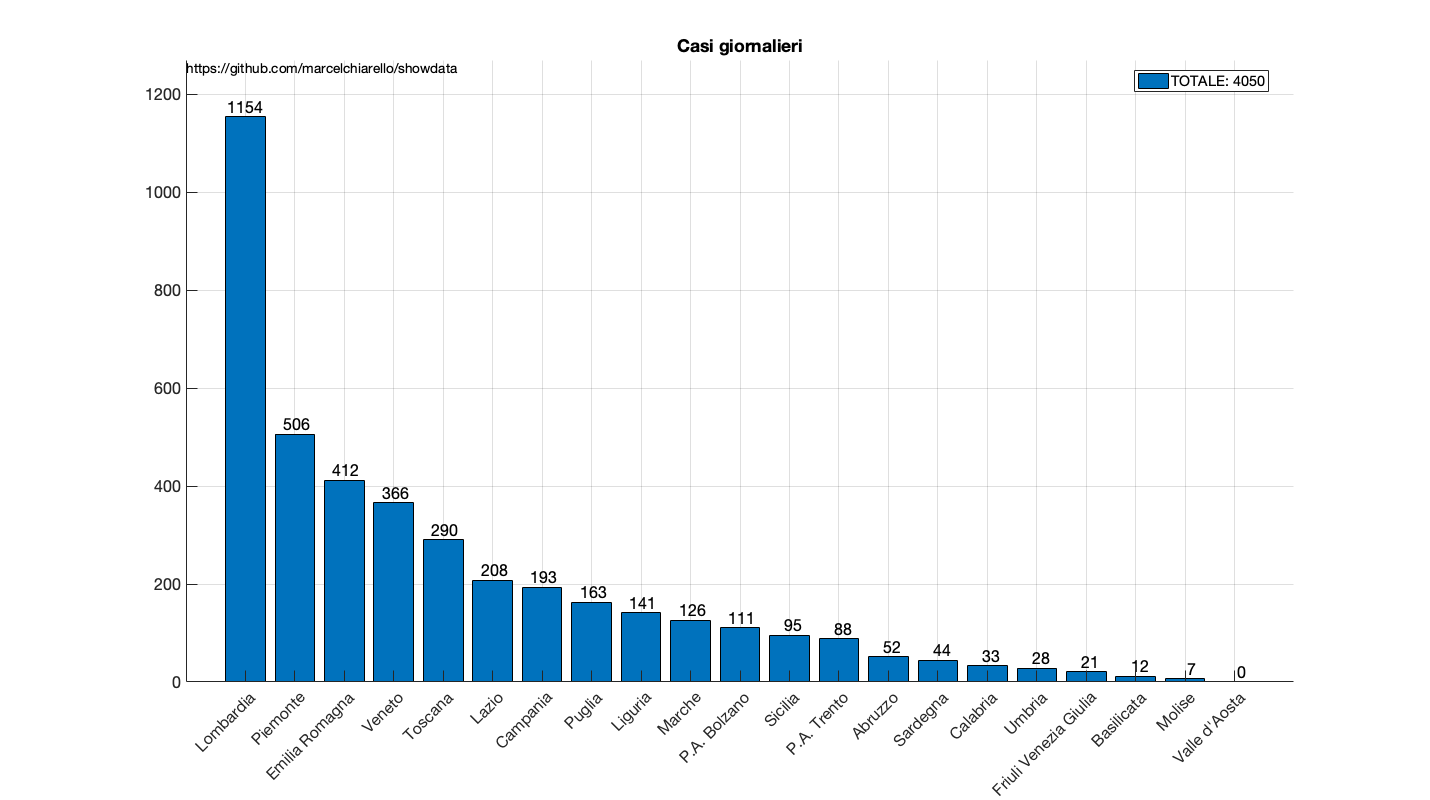 Casi giornalieri
https://github.com/marcelchiarello/showdata
TOTALE: 4050
1200
1000
800
600
400
200
0
1154
506
412
366
290
208
193
163
141
126
111
95
88
52
44
33
28
21
12
7
0
Lombardia
Piemonte
Emilia Romagna
Veneto
Toscana
Lazio
Campania
Puglia
Liguria
Marche
P.A. Bolzano
Sicilia
P.A. Trento
Abruzzo
Sardegna
Calabria
Umbria
Friuli Venezia Giulia
Basilicata
Molise
Valle d'Aosta